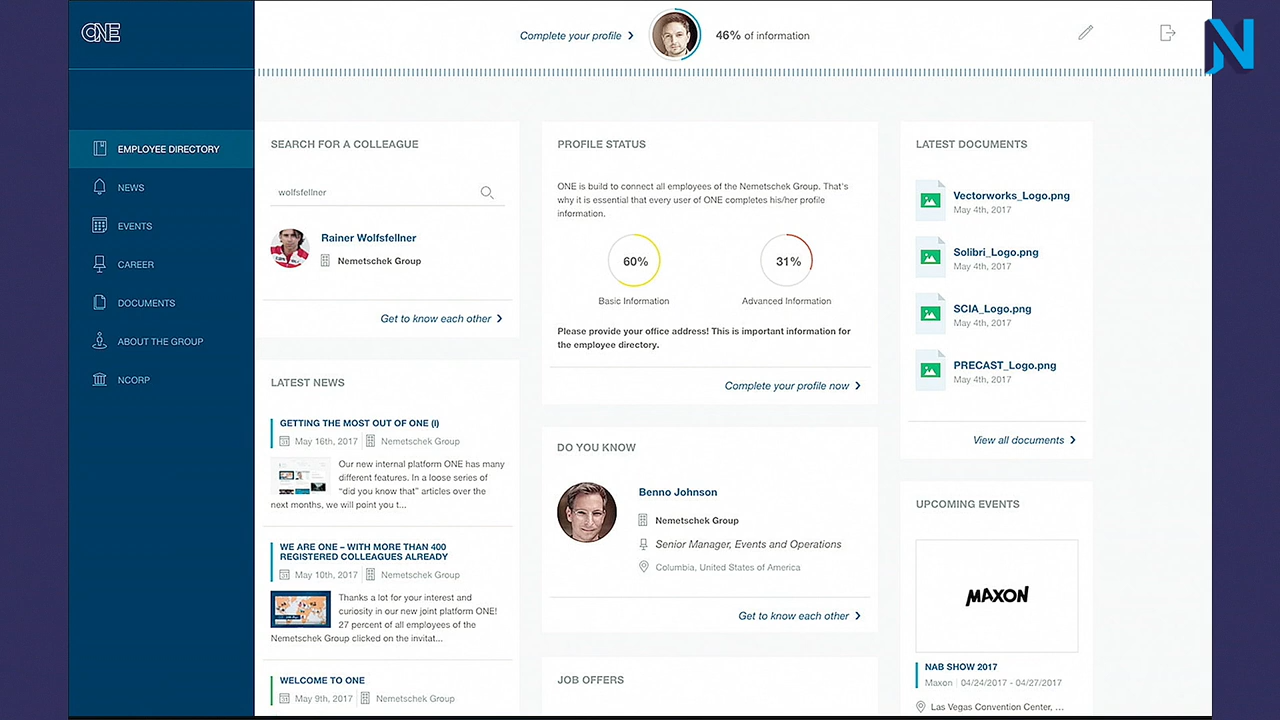 ONE
Complete your profile
46% of information
N
EMPLOYEE DIRECTORY
NEWS
EVENTS
CAREER
DOCUMENTS
ABOUT THE GROUP
NCORP
SEARCH FOR A COLLEAGUE
wolfsfellner
Rainer Wolfsfellner
Nemetschek Group
Get to know each other
LATEST NEWS
GETTING THE MOST OUT OF ONE (I)
May 16th, 2017
Nemetschek Group
Our new internal platform ONE has many
different features. In a loose series of
“did you know that” articles over the
next months, we will point you t...
WE ARE ONE – WITH MORE THAN 400
REGISTERED COLLEAGUES ALREADY
May 10th, 2017
Nemetschek Group
Thanks a lot for your interest and
curiosity in our new joint platform ONE!
27 percent of all employees of the
Nemetschek Group clicked on the invitat...
WELCOME TO ONE
May 9th, 2017
Nemetschek Group
PROFILE STATUS
ONE is build to connect all employees of the Nemetschek Group. That's
why it is essential that every user of ONE completes his/her profile
information.
60%
31%
Basic Information
Advanced Information
Please provide your office address! This is important information for
the employee directory.
Complete your profile now
DO YOU KNOW
Benno Johnson
Nemetschek Group
Senior Manager, Events and Operations
Columbia, United States of America
Get to know each other
JOB OFFERS
LATEST DOCUMENTS
Vectorworks_Logo.png
May 4th, 2017
Solibri_Logo.png
May 4th, 2017
SCIA_Logo.png
May 4th, 2017
PRECAST_Logo.png
May 4th, 2017
View all documents
UPCOMING EVENTS
MAXON
NAB SHOW 2017
Maxon
04/24/2017 - 04/27/2017
Las Vegas Convention Center, ...